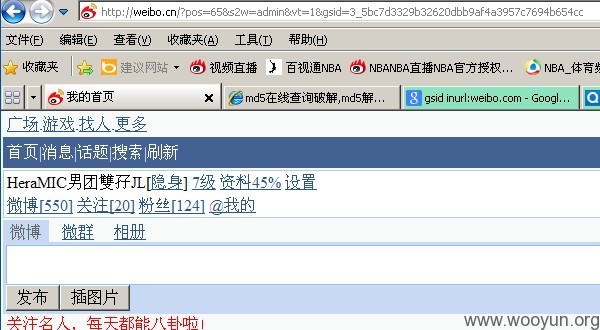 http://weibo.cn/?pos=65&s2w=admin&vt=1&gsid=3_5bc7d3329b32620dbb9af4a3957c7694b654cc
文件(F) 编辑(E) 查看(V) 收藏夹(A) 工具(T) 帮助(H)
收藏夹 建议网站 视频直播 百视通NBA NBANBA直播NBA官方授权... NBA_体育频
我的首页 md5在线查询破解,md5解... gsid inurl:weibo.com - Googl...
广场.游戏.找人.更多
首页|消息|话题|搜索|刷新
HeraMIC男团雙孖JL[隐身] 7级 资料45% 设置
微博[550] 关注[20] 粉丝[124] @我的
微博 微群 相册
发布 插图片
关注名人，每天都能八卦啦!
www.wooyun.org